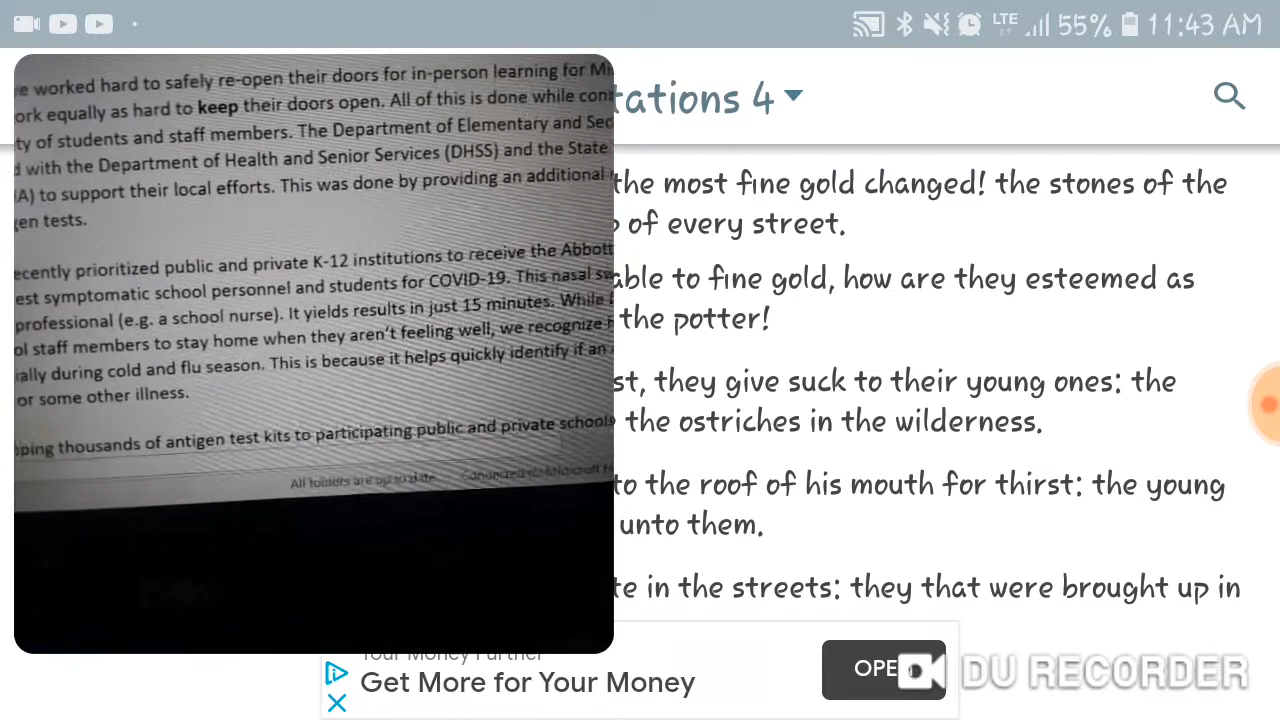 11:43 AM
LTE
55%
re worked hard to safely re-open their doors for in-person learning for Mi
ork equally as hard to keep their doors open. All of this is done while con
ty of students and staff members. The Department of Elementary and Sec
d with the Department of Health and Senior Services (DHSS) and the State
A) to support their local efforts. This was done by providing an additional
gen tests.
ecently prioritized public and private K-12 institutions to receive the Abbott
est symptomatic school personnel and students for COVID-19. This nasal sw
professional (e.g. a school nurse). It yields results in just 15 minutes. While
ol staff members to stay home when they aren't feeling well, we recognize
ially during cold and flu season. This is because it helps quickly identify if an
or some other illness.
ping thousands of antigen test kits to participating public and private schools
All folders are up to date
tations 4
the most fine gold changed! the stones of the
of every street.
able to fine gold, how are they esteemed as
the potter!
st, they give suck to their young ones: the
the ostriches in the wilderness.
to the roof of his mouth for thirst: the young
unto them.
te in the streets: they that were brought up in
Your Money Further
Get More for Your Money
OPE
DU RECORDER